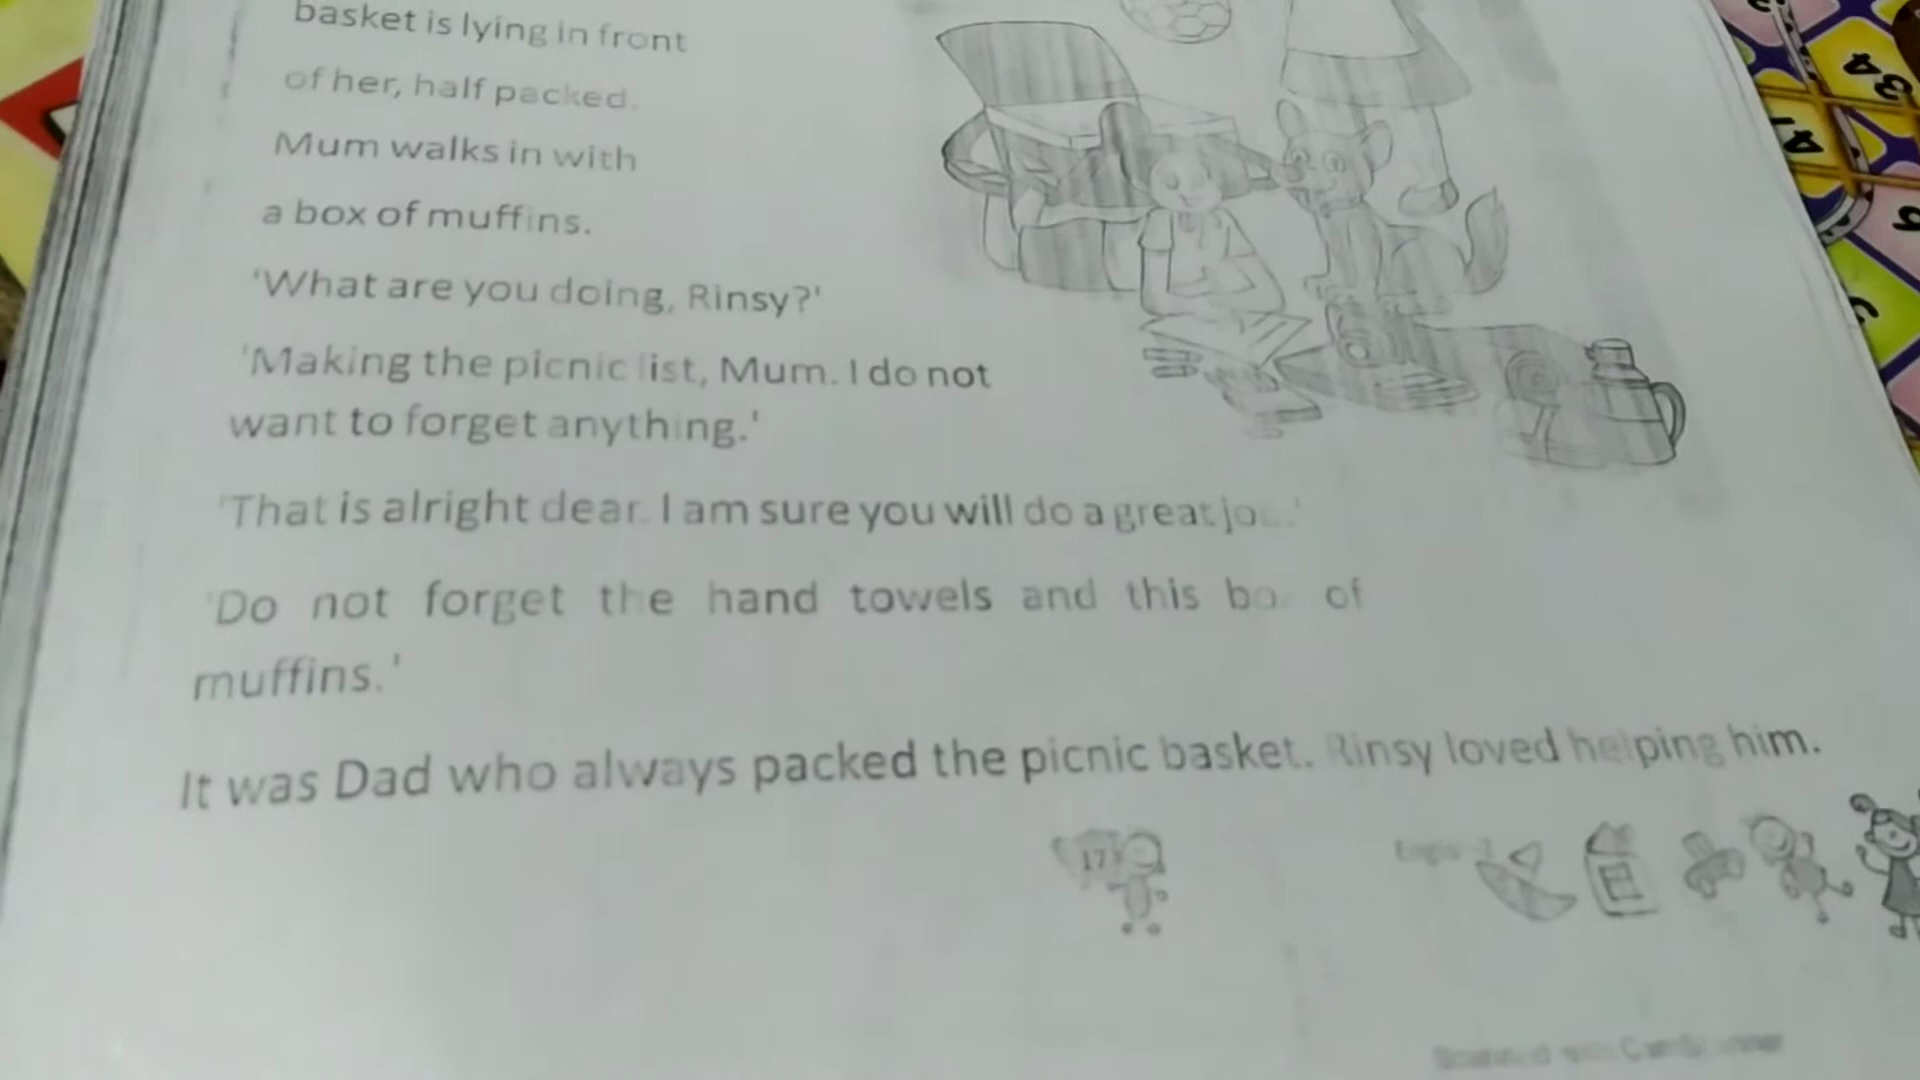 basket is lying in front
of her, half packed.
Mum walks in with
a box of muffins.
'What are you doing, Rinsy?'
'Making the picnic list, Mum. I do not
want to forget anything.'
'That is alright dear. I am sure you will do a great
'Do not forget the hand towels and this of
muffins.'
It was Dad who always packed the picnic basket. Rinsy loved helping him.
17
34